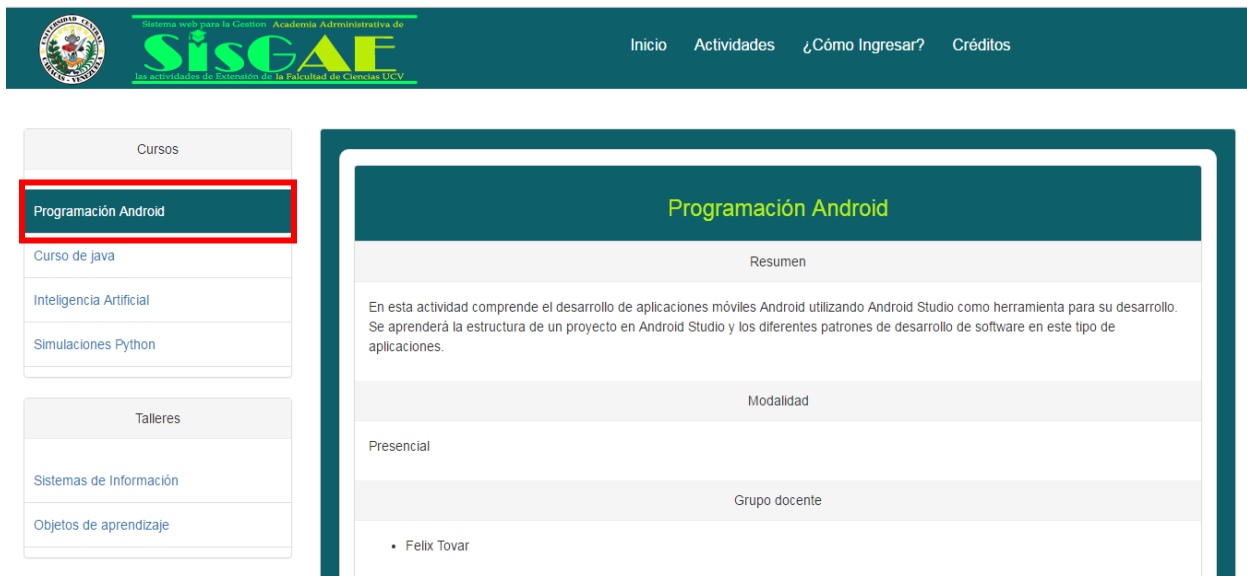 UNIVERSIDAD CENTRAL
CARACAS - VENEZUELA
Sistema web para la Gestion Academia Adrministrativa de
SisGAE
las actividades de Extensión de la Falcultad de Ciencias UCV
Inicio Actividades ¿Cómo Ingresar? Créditos
Cursos
Programación Android
Curso de java
Inteligencia Artificial
Simulaciones Python
Talleres
Sistemas de Información
Objetos de aprendizaje
Programación Android
Resumen
En esta actividad comprende el desarrollo de aplicaciones móviles Android utilizando Android Studio como herramienta para su desarrollo.
Se aprenderá la estructura de un proyecto en Android Studio y los diferentes patrones de desarrollo de software en este tipo de
aplicaciones.
Modalidad
Presencial
Grupo docente
• Felix Tovar